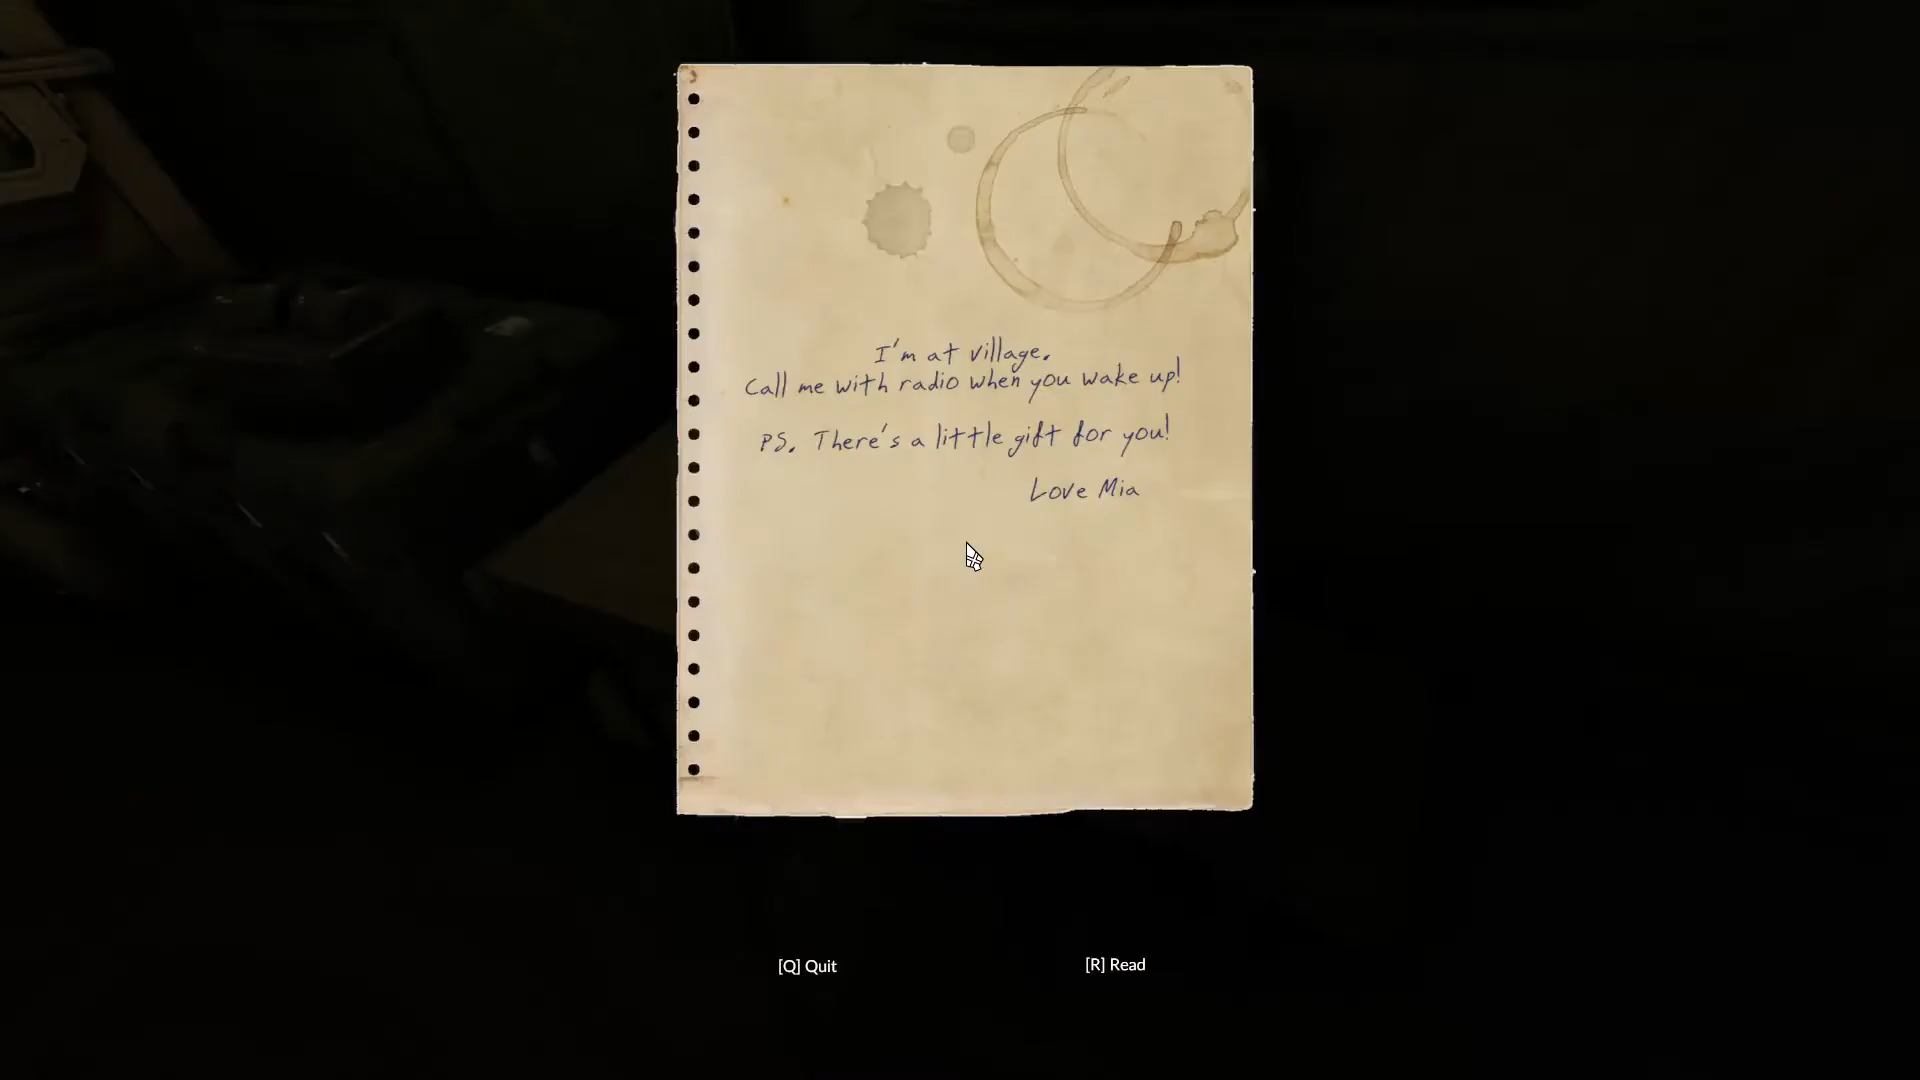 I'm at village.
Call me with radio when you wake up!
PS. There's a little gift for you!
Love Mia
[Q] Quit
[R] Read